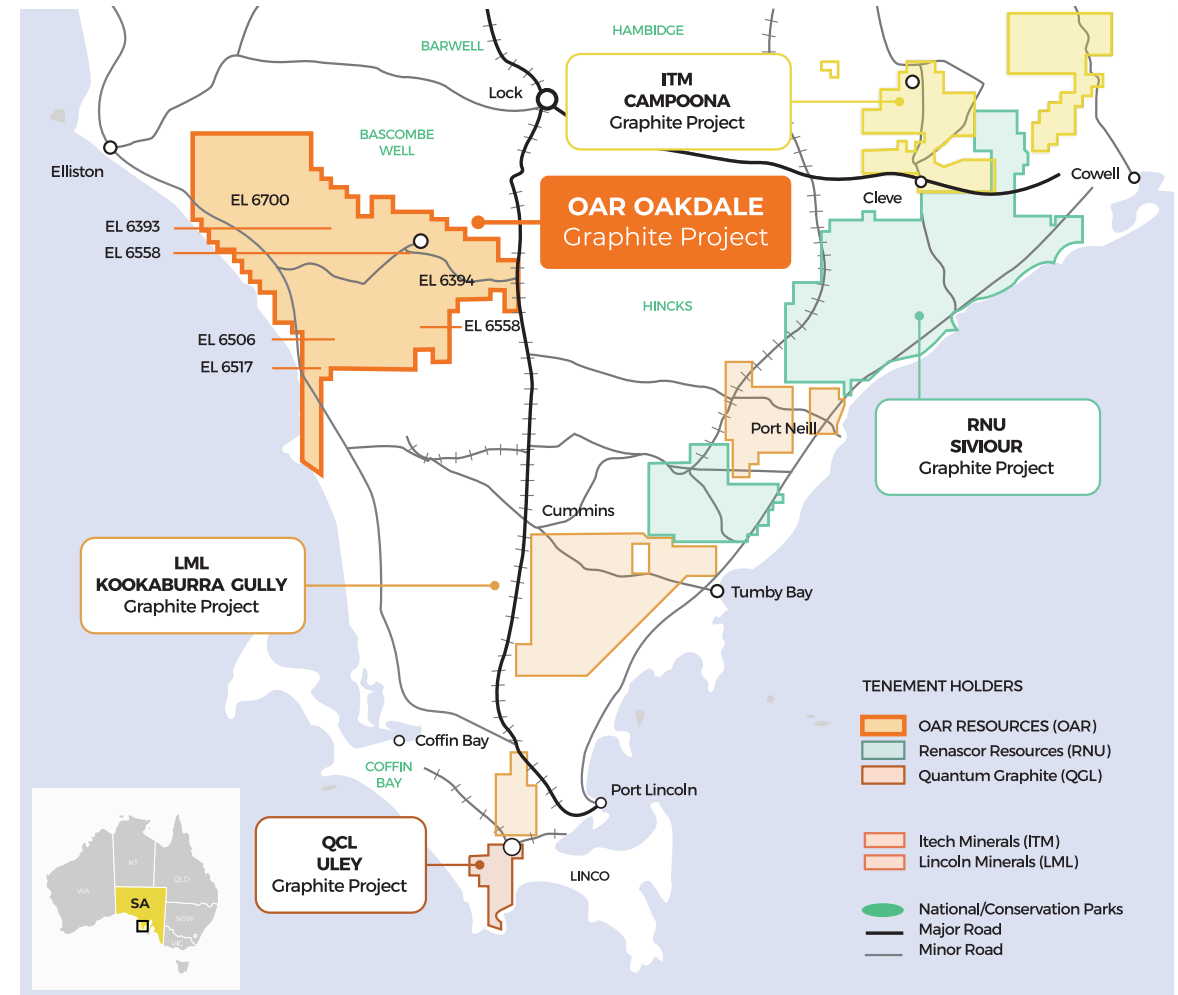 HAMBIDGE
BARWELL
ITM
CAMPOONA
Graphite Project
Lock
BASCOMBE
WELL
Elliston
Cowell
Cleve
EL 6700
OAR OAKDALE
Graphite Project
EL 6393
EL 6558
EL 6394
HINCKS
EL 6558
EL 6506
EL 6517
RNU
SIVIOUR
Graphite Project
Port Neill
Cummins
LML
KOOKABURRA GULLY
Graphite Project
Tumby Bay
TENEMENT HOLDERS
OAR RESOURCES (OAR)
Renascor Resources (RNU)
Quantum Graphite (QGL)
Itech Minerals (ITM)
Lincoln Minerals (LML)
National/Conservation Parks
Major Road
Minor Road
Coffin Bay
COFFIN
BAY
Port Lincoln
QCL
ULEY
Graphite Project
LINCO
NT
WA
QLD
SA
NSW
VIC